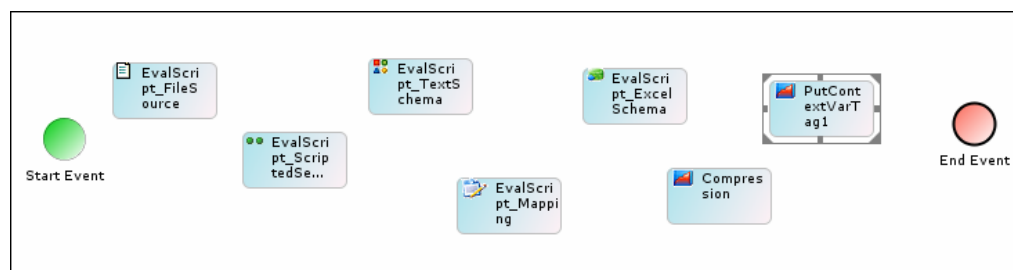 EvalScri
pt_FileS
ource
EvalScri
pt_TextS
chema
EvalScri
pt_Excel
Schema
PutCont
extVarT
ag1
Start Event
EvalScri
pt_Scrip
tedSe...
EvalScri
pt_Mappi
ng
Compres
sion
End Event